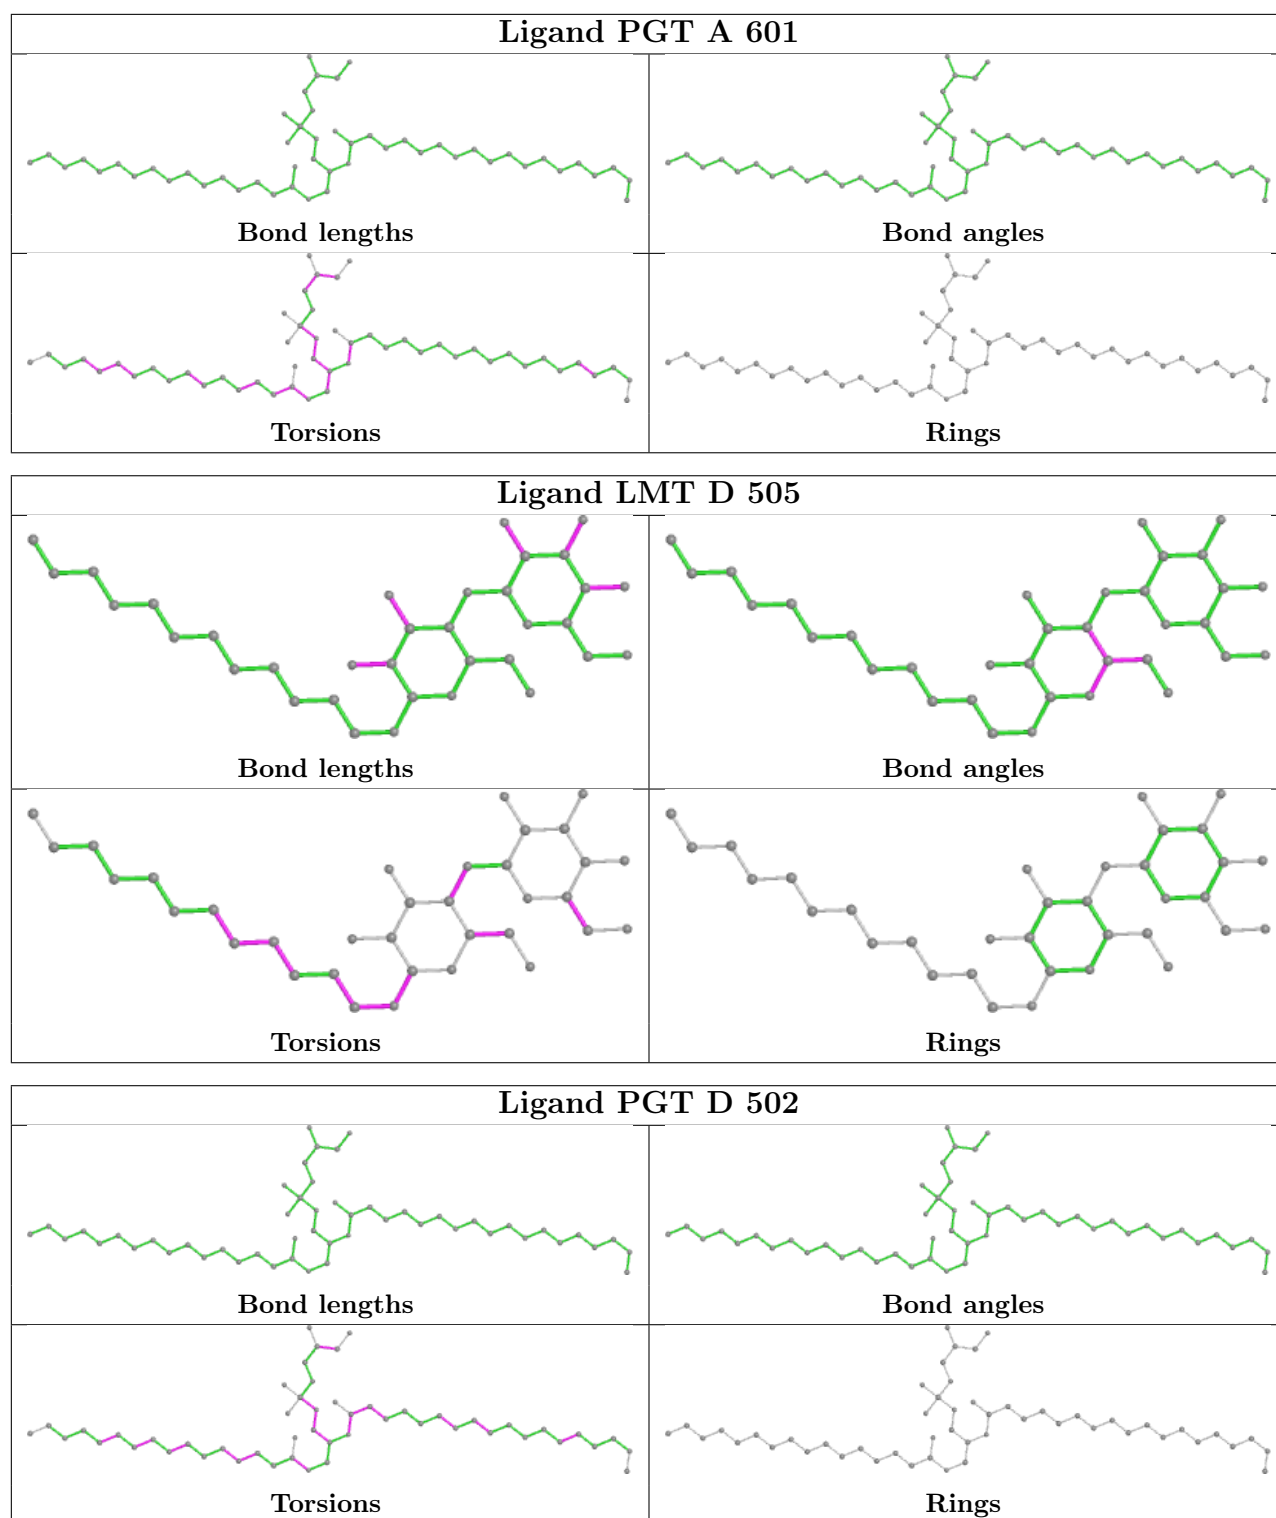 Ligand PGT A 601
Bond lengths
Bond angles
Torsions
Rings
Ligand LMT D 505
Bond lengths
Bond angles
Torsions
Rings
Ligand PGT D 502
Bond lengths
Bond angles
Torsions
Rings